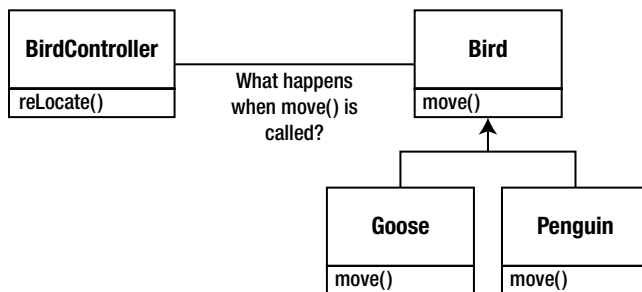 BirdController
reLocate()
What happens
when move() is
called?
Bird
move()
Goose
move()
Penguin
move()